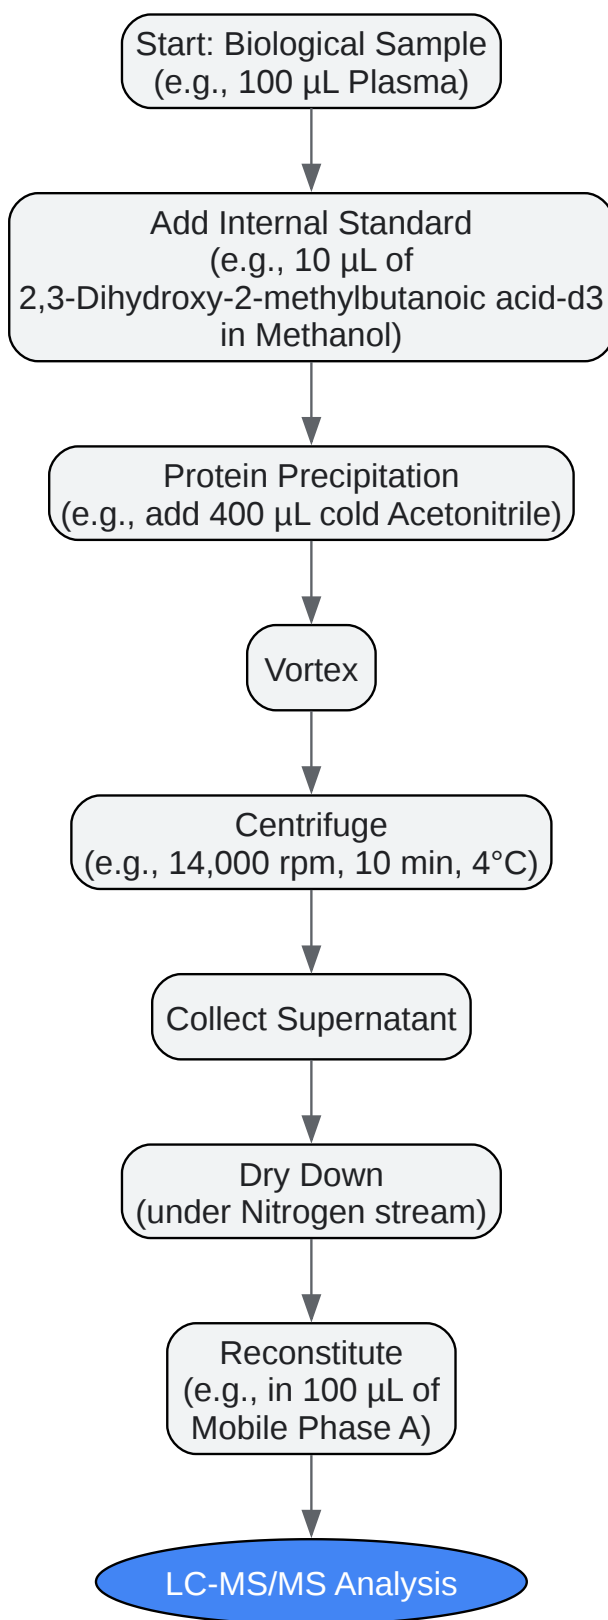 Start: Biological Sample
(e.g., 100 µL Plasma)
Add Internal Standard
(e.g., 10 µL of
2,3-Dihydroxy-2-methylbutanoic acid-d3
in Methanol)
Protein Precipitation
(e.g., add 400 µL cold Acetonitrile)
Vortex
Centrifuge
(e.g., 14,000 rpm, 10 min, 4°C)
Collect Supernatant
Dry Down
(under Nitrogen stream)
Reconstitute
(e.g., in 100 µL of
Mobile Phase A)
LC-MS/MS Analysis